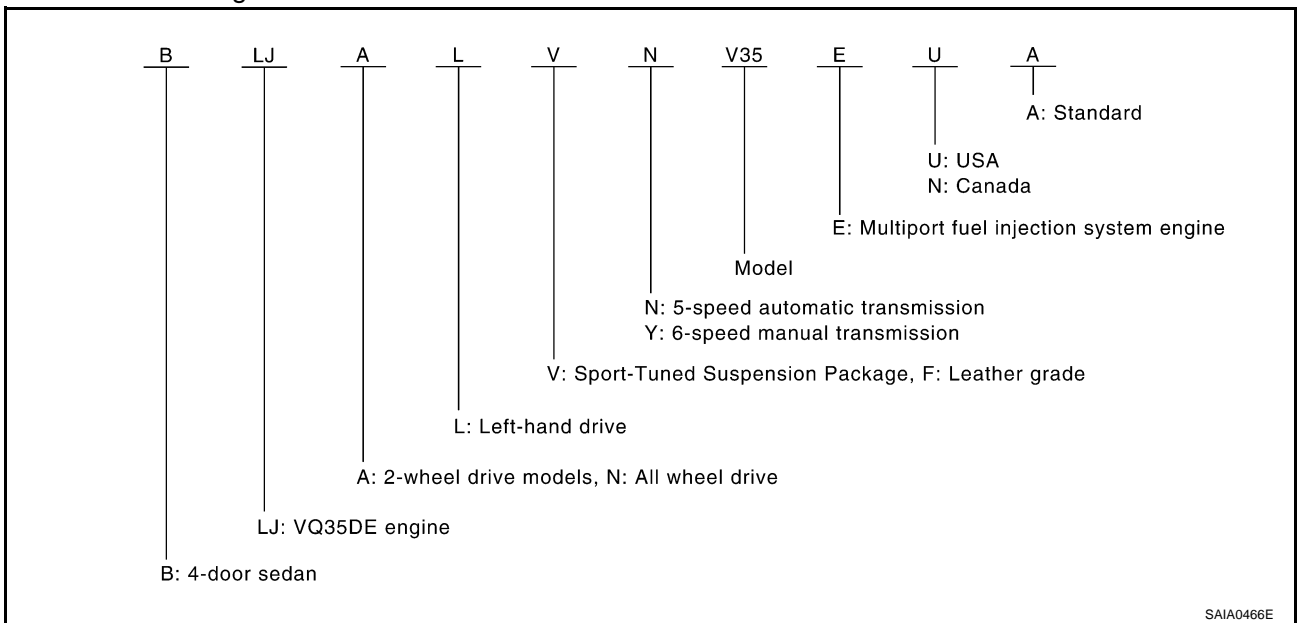 B LJ A L V N V35 E U A
A: Standard
U: USA
N: Canada
E: Multiport fuel injection system engine
Model
N: 5-speed automatic transmission
Y: 6-speed manual transmission
V: Sport-Tuned Suspension Package, F: Leather grade
L: Left-hand drive
A: 2-wheel drive models, N: All wheel drive
LJ: VQ35DE engine
B: 4-door sedan
SAIA0466E